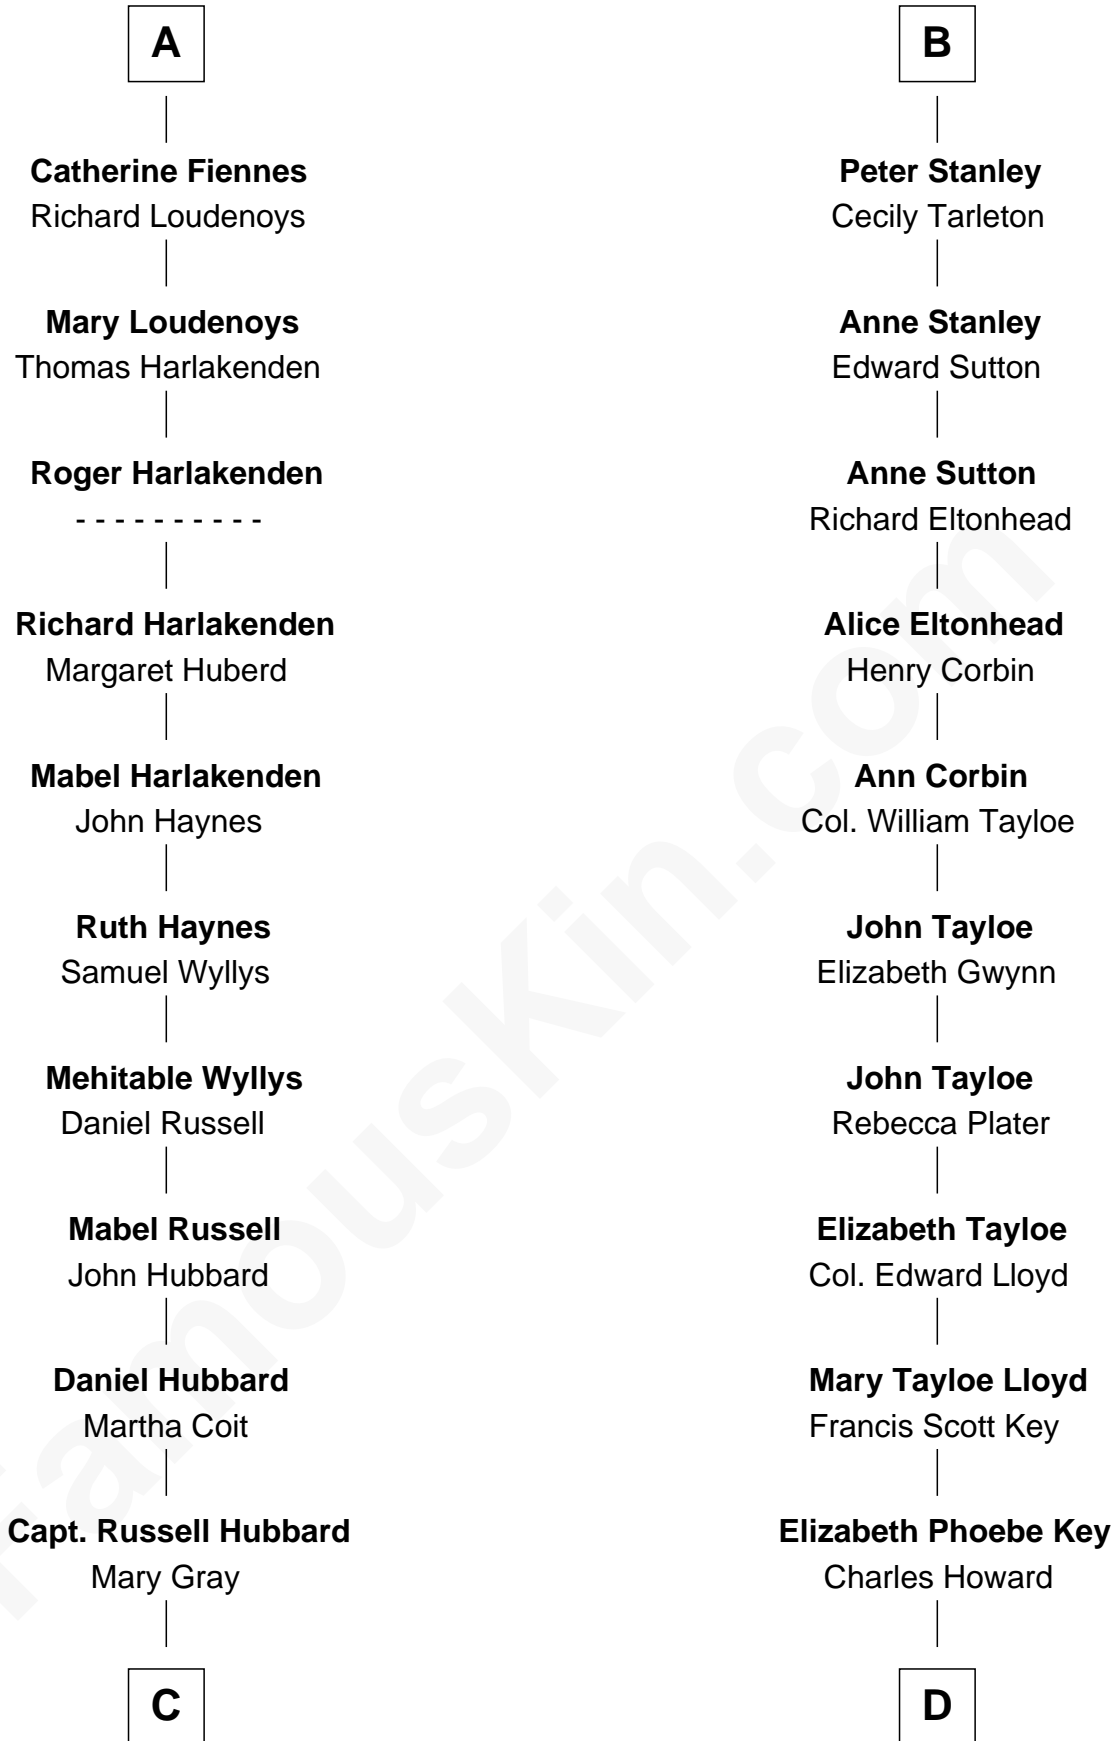 A
Catherine Fiennes
Richard Loudenoys
Mary Loudenoys
Thomas Harlakenden
Roger Harlakenden
- - - - - - - - - -
Richard Harlakenden
Margaret Huberd
Mabel Harlakenden
John Haynes
Ruth Haynes
Samuel Wyllys
Mehitable Wyllys
Daniel Russell
Mabel Russell
John Hubbard
Daniel Hubbard
Martha Coit
Capt. Russell Hubbard
Mary Gray
C
B
Peter Stanley
Cecily Tarleton
Anne Stanley
Edward Sutton
Anne Sutton
Richard Eltonhead
Alice Eltonhead
Henry Corbin
Ann Corbin
Col. William Tayloe
John Tayloe
Elizabeth Gwynn
John Tayloe
Rebecca Plater
Elizabeth Tayloe
Col. Edward Lloyd
Mary Tayloe Lloyd
Francis Scott Key
Elizabeth Phoebe Key
Charles Howard
D
FamousKin.com